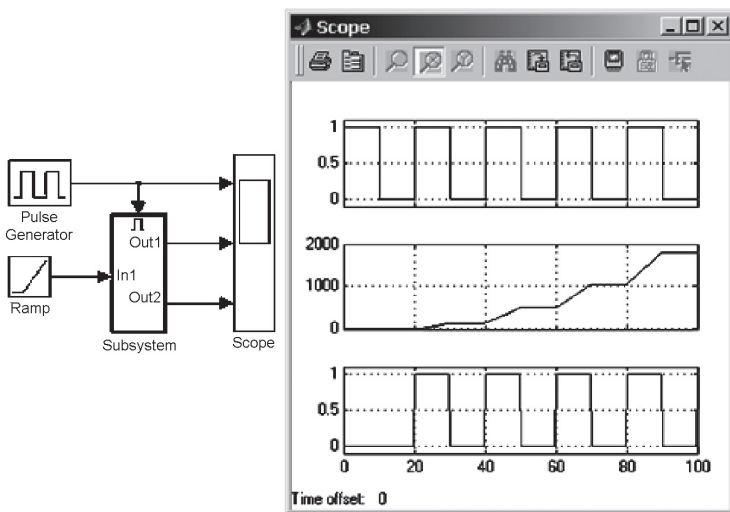 Pulse
Generator
Ramp
In1
Out1
Out2
Subsystem
Scope
Scope
1
0.5
0
2000
1000
0
1
0.5
0
0 20 40 60 80 100
Time offset: 0